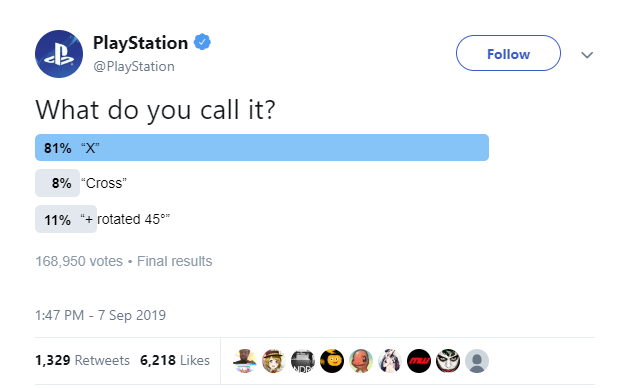 PlayStation
@PlayStation
Follow
What do you call it?
81% “X”
8% “Cross”
11% “+ rotated 45°”
168,950 votes • Final results
1:47 PM - 7 Sep 2019
1,329 Retweets 6,218 Likes